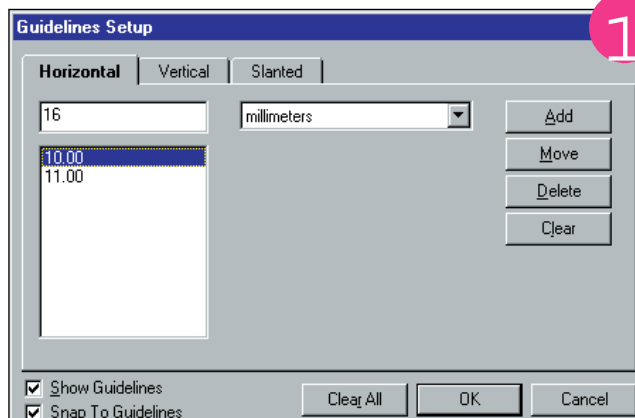 Guidelines Setup
1
Horizontal Vertical Slanted
16 millimeters Add
10.00 Move
11.00
Delete
Clear
Show Guidelines
Snap To Guidelines
Clear All OK Cancel